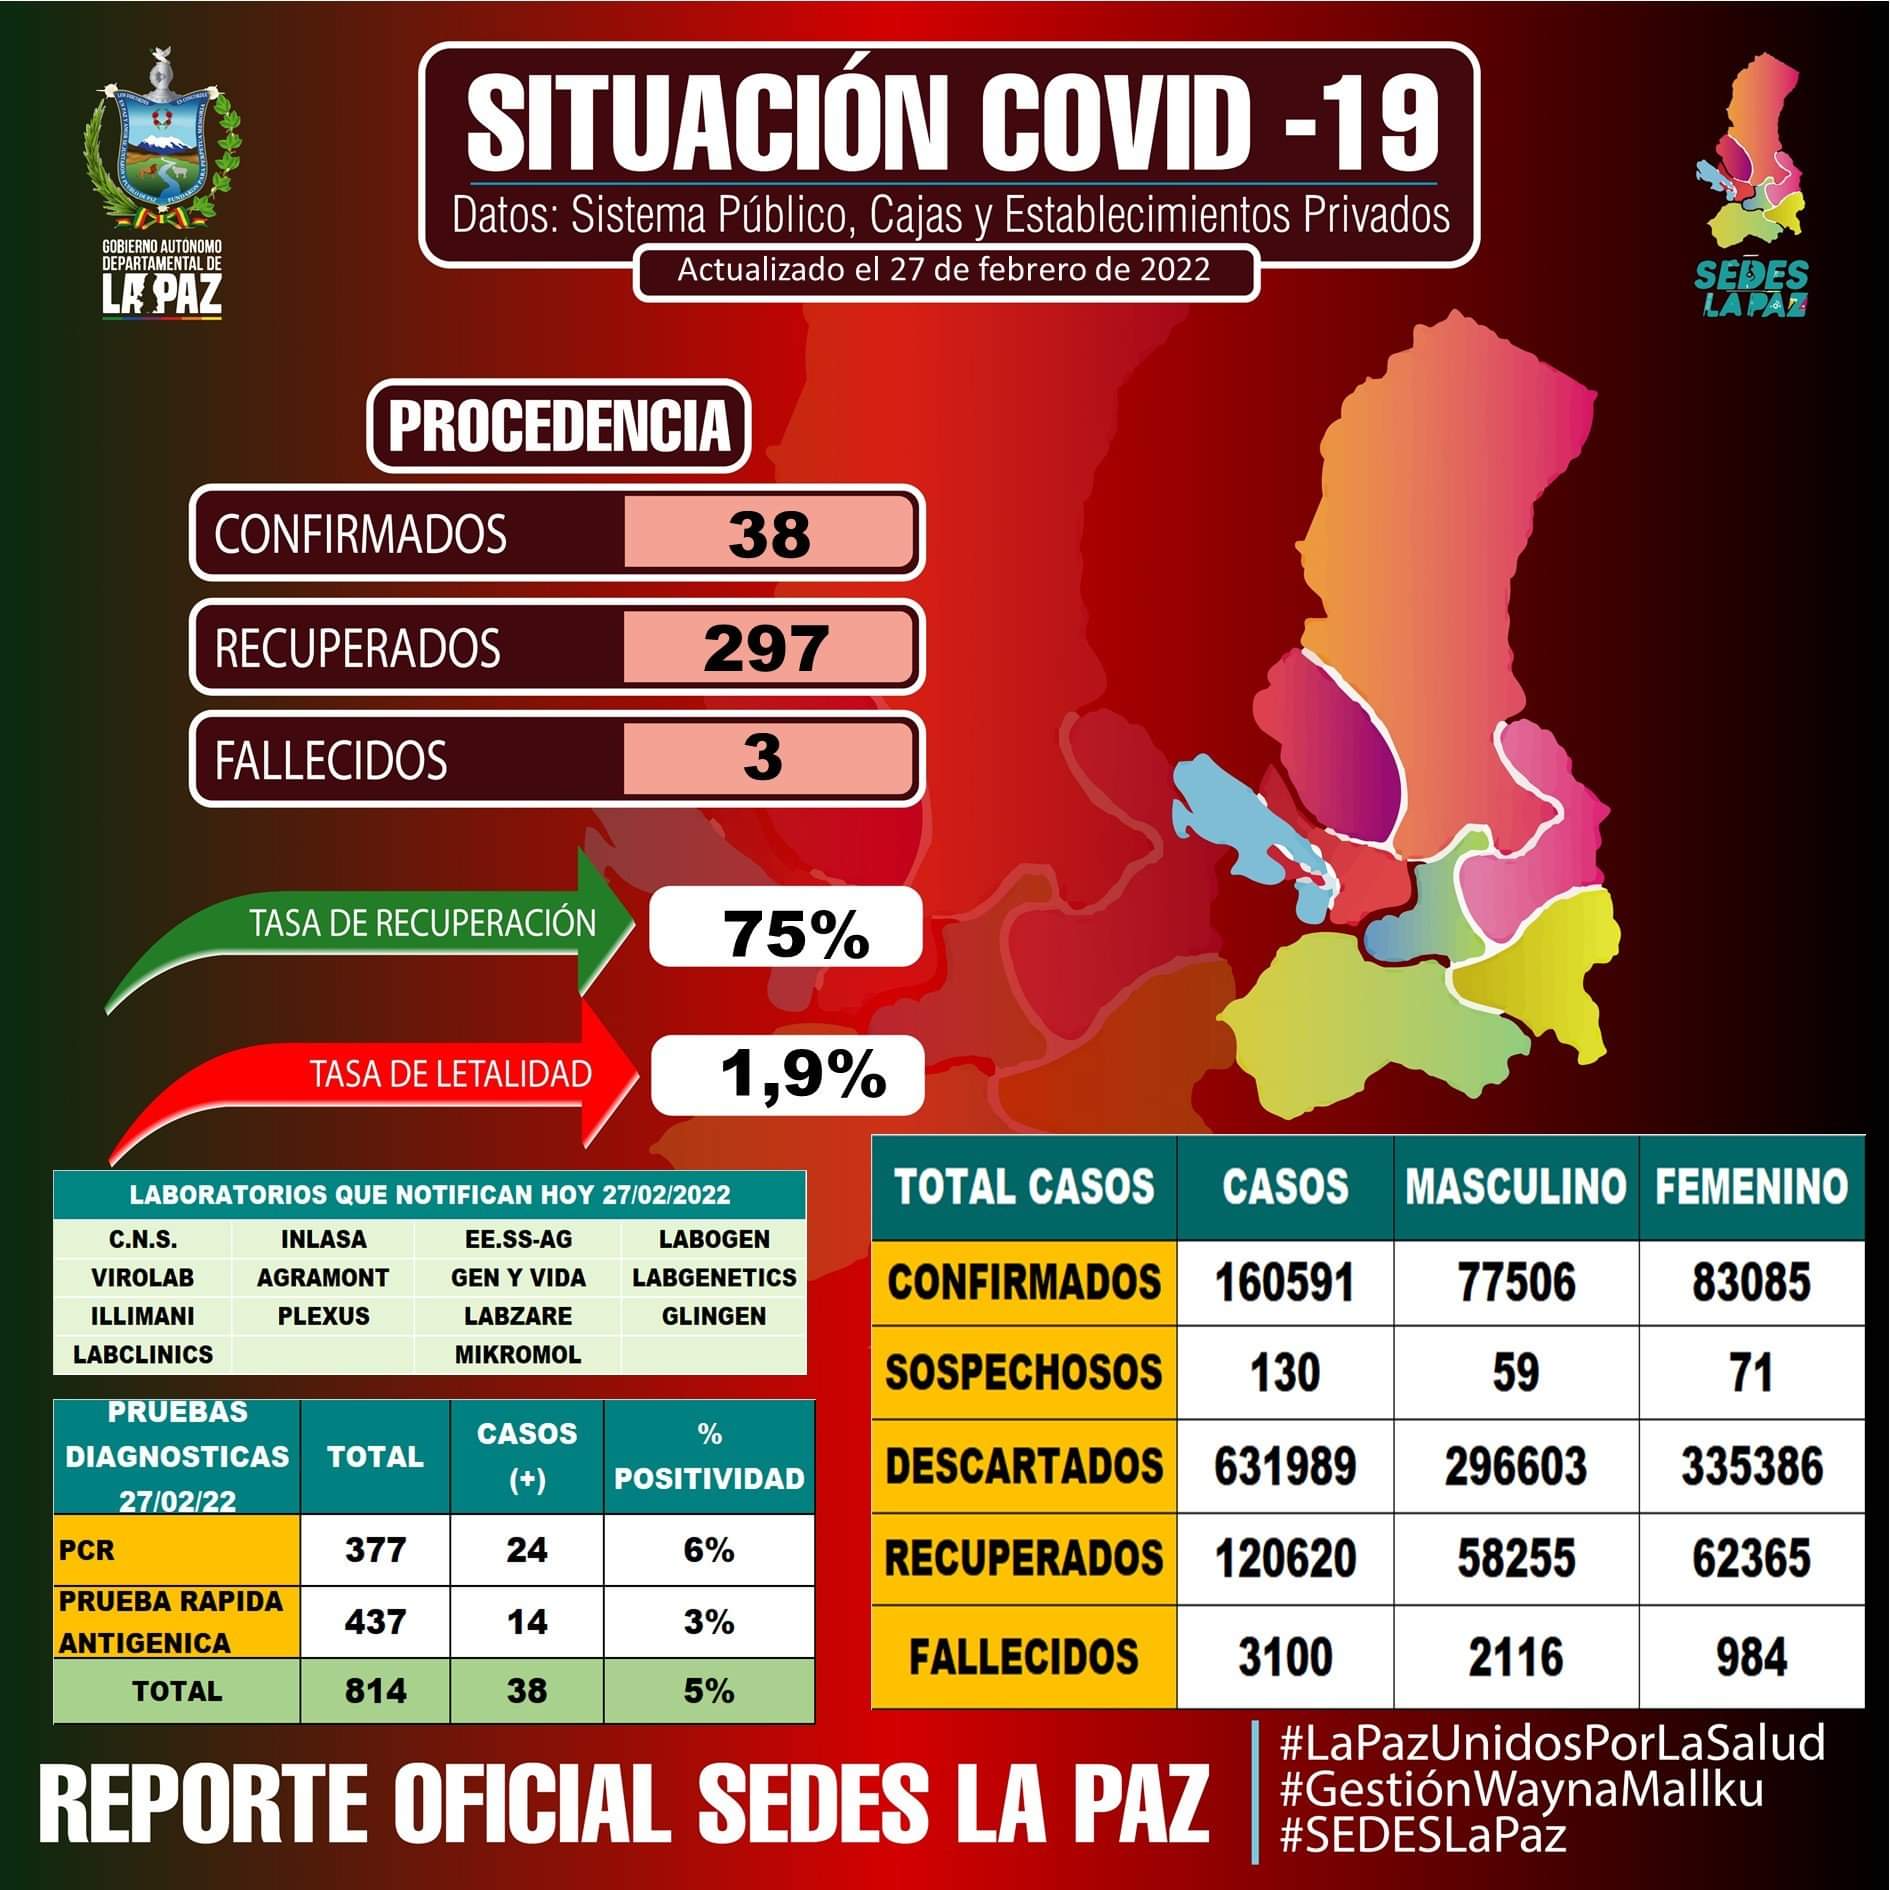 SITUACIÓN COVID -19
Datos: Sistema Público, Cajas y Establecimientos Privados
Actualizado el 27 de febrero de 2022
GOBIERNO AUTÓNOMO
DEPARTAMENTAL DE
LA PAZ
SEDES
LA PAZ
PROCEDENCIA
CONFIRMADOS 38
RECUPERADOS 297
FALLECIDOS 3
TASA DE RECUPERACIÓN 75%
TASA DE LETALIDAD 1,9%
LABORATORIOS QUE NOTIFICAN HOY 27/02/2022
C.N.S. INLASA EE.SS-AG LABOGEN
VIROLAB AGRAMONT GEN Y VIDA LABGENETICS
ILLIMANI PLEXUS LABZARE GLINGEN
LABCLINICS MIKROMOL
PRUEBAS
DIAGNOSTICAS
27/02/22
TOTAL
CASOS
(+)
%
POSITIVIDAD
PCR 377 24 6%
PRUEBA RAPIDA
ANTIGENICA
437 14 3%
TOTAL 814 38 5%
TOTAL CASOS CASOS MASCULINO FEMENINO
CONFIRMADOS 160591 77506 83085
SOSPECHOSOS 130 59 71
DESCARTADOS 631989 296603 335386
RECUPERADOS 120620 58255 62365
FALLECIDOS 3100 2116 984
REPORTE OFICIAL SEDES LA PAZ
#LaPazUnidosPorLaSalud
#GestiónWaynaMallku
#SEDESLaPaz